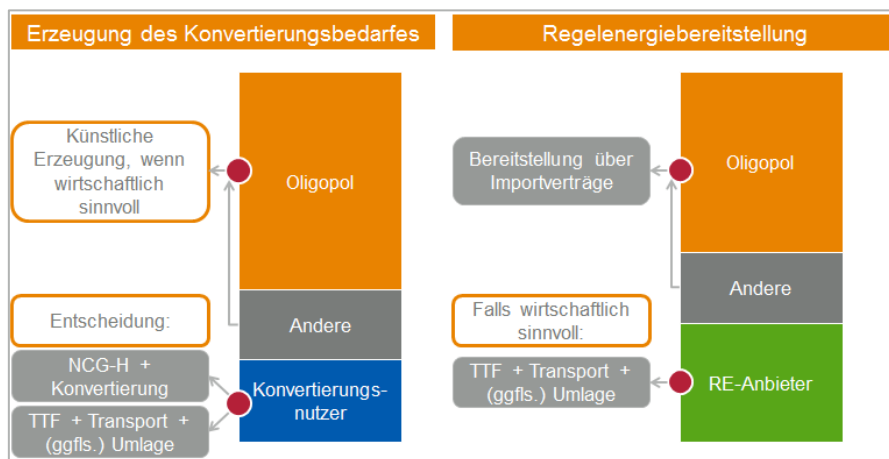 Erzeugung des Konvertierungsbedarfes
Künstliche
Erzeugung, wenn
wirtschaftlich
sinnvoll
Oligopol
Entscheidung:
Andere
NCG-H +
Konvertierung
TTF + Transport +
(ggfls.) Umlage
Konvertierungs-
nutzer
Regelenergiebereitstellung
Bereitstellung über
Importverträge
Oligopol
Andere
Falls wirtschaftlich
sinnvoll:
TTF + Transport +
(ggfls.) Umlage
RE-Anbieter